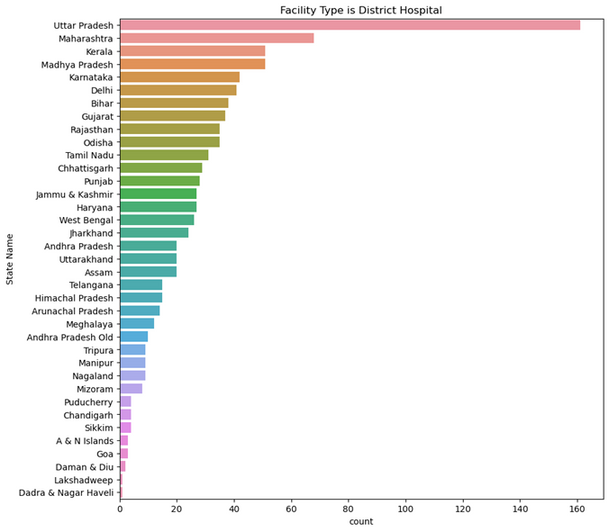 Facility Type is District Hospital
State Name
Uttar Pradesh
Maharashtra
Kerala
Madhya Pradesh
Karnataka
Delhi
Bihar
Gujarat
Rajasthan
Odisha
Tamil Nadu
Chhattisgarh
Punjab
Jammu & Kashmir
Haryana
West Bengal
Jharkhand
Andhra Pradesh
Uttarakhand
Assam
Telangana
Himachal Pradesh
Arunachal Pradesh
Meghalaya
Andhra Pradesh Old
Tripura
Manipur
Nagaland
Mizoram
Puducherry
Chandigarh
Sikkim
A & N Islands
Goa
Daman & Diu
Lakshadweep
Dadra & Nagar Haveli
0 20 40 60 80 100 120 140 160
count